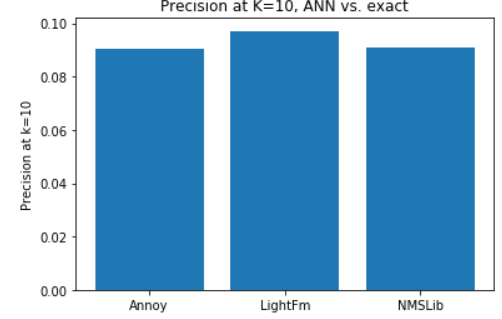 Precision at K=10, ANN vs. exact
0.10
0.08
0.06
0.04
0.02
0.00
Precision at k=10
Annoy LightFm NMSLib